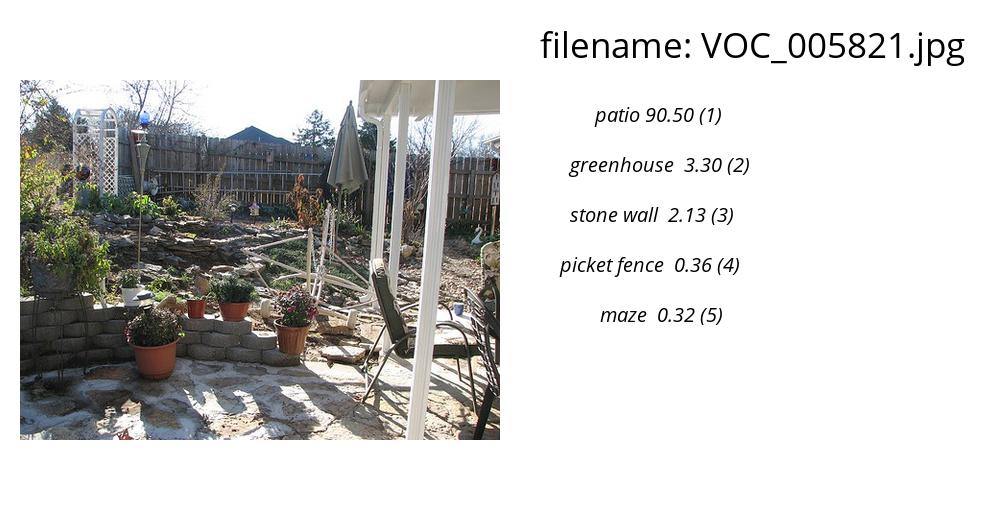 filename: VOC_005821.jpg
patio 90.50 (1)
greenhouse 3.30 (2)
stone wall 2.13 (3)
picket fence 0.36 (4)
maze 0.32 (5)